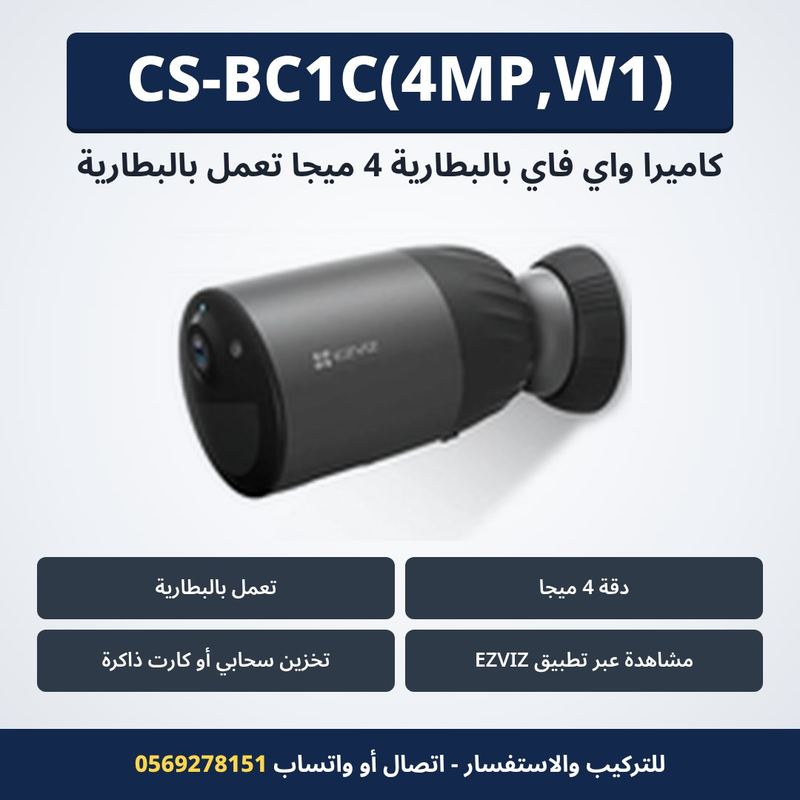 CS-BC1C(4MP,W1)
كاميرا واي فاي بالبطارية 4 ميجا تعمل بالبطارية
EZVIZ
دقة 4 ميجا
تعمل بالبطارية
مشاهدة عبر تطبيق EZVIZ
تخزين سحابي أو كارت ذاكرة
للتركيب والاستفسار - اتصال أو واتساب 0569278151